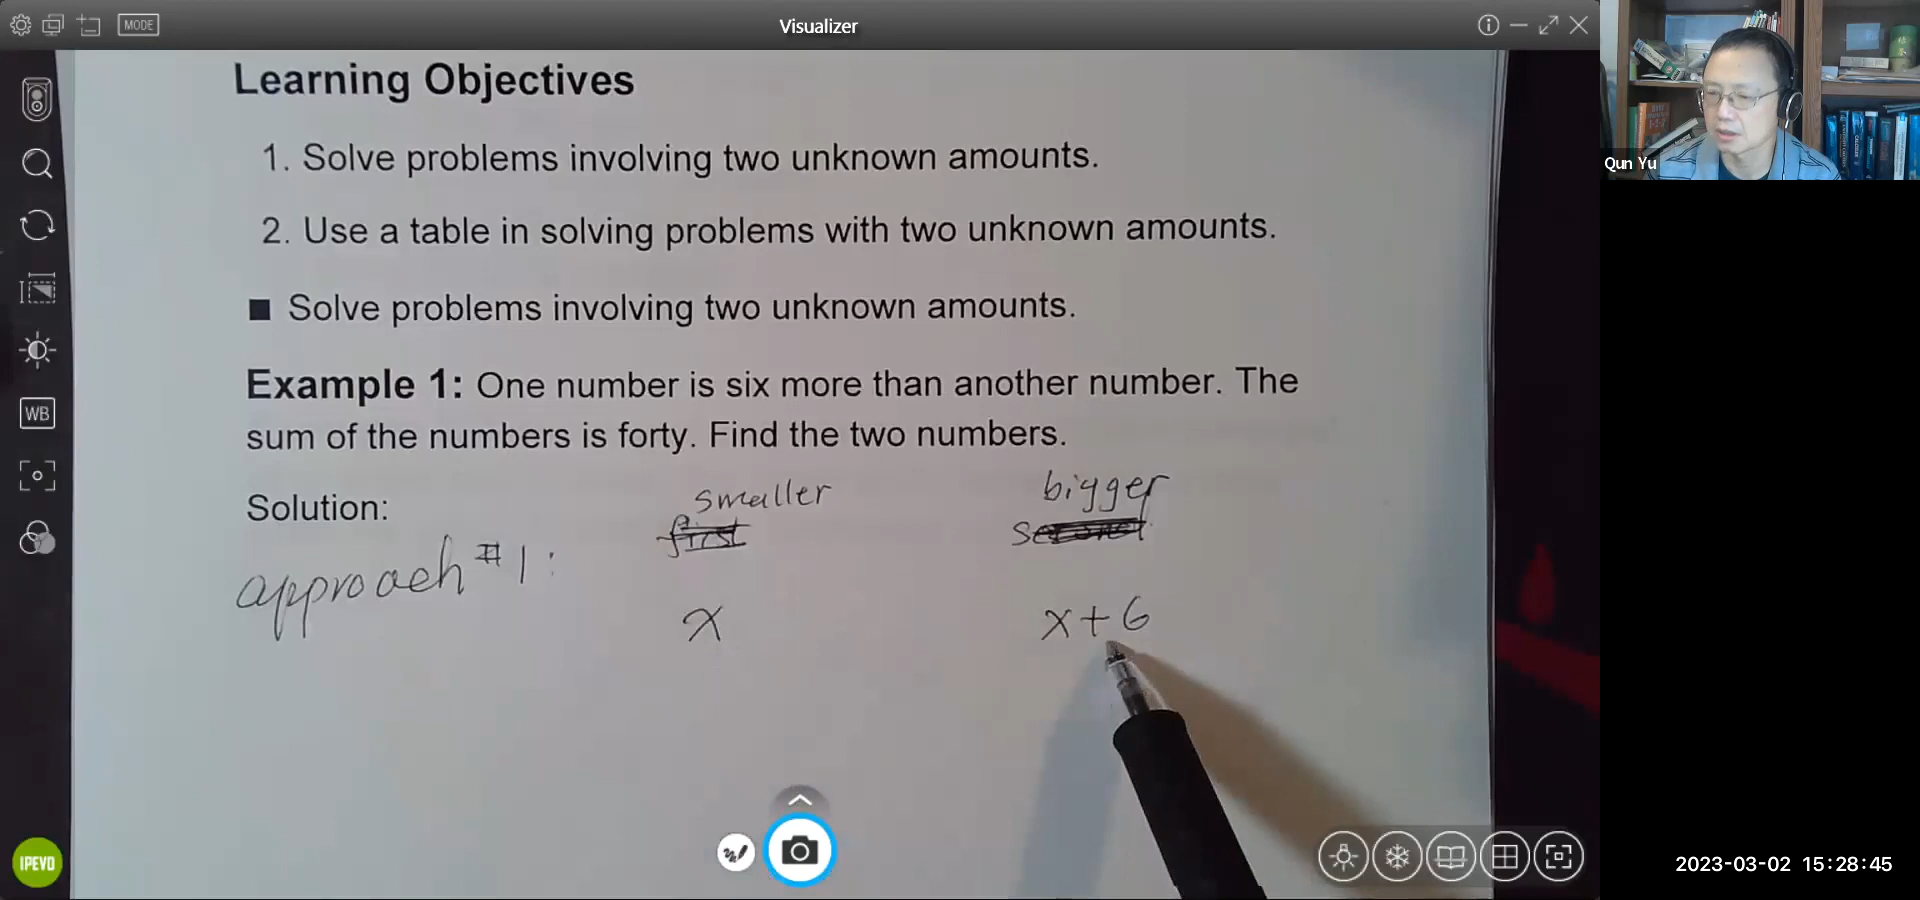 MODE
Visualizer
Learning Objectives
1. Solve problems involving two unknown amounts.
2. Use a table in solving problems with two unknown amounts.
■ Solve problems involving two unknown amounts.
Example 1: One number is six more than another number. The
sum of the numbers is forty. Find the two numbers.
Solution:
smaller
bigger
first
second
approach #1:
x
x+6
WB
IPEVO
Qun Yu
2023-03-02 15:28:45